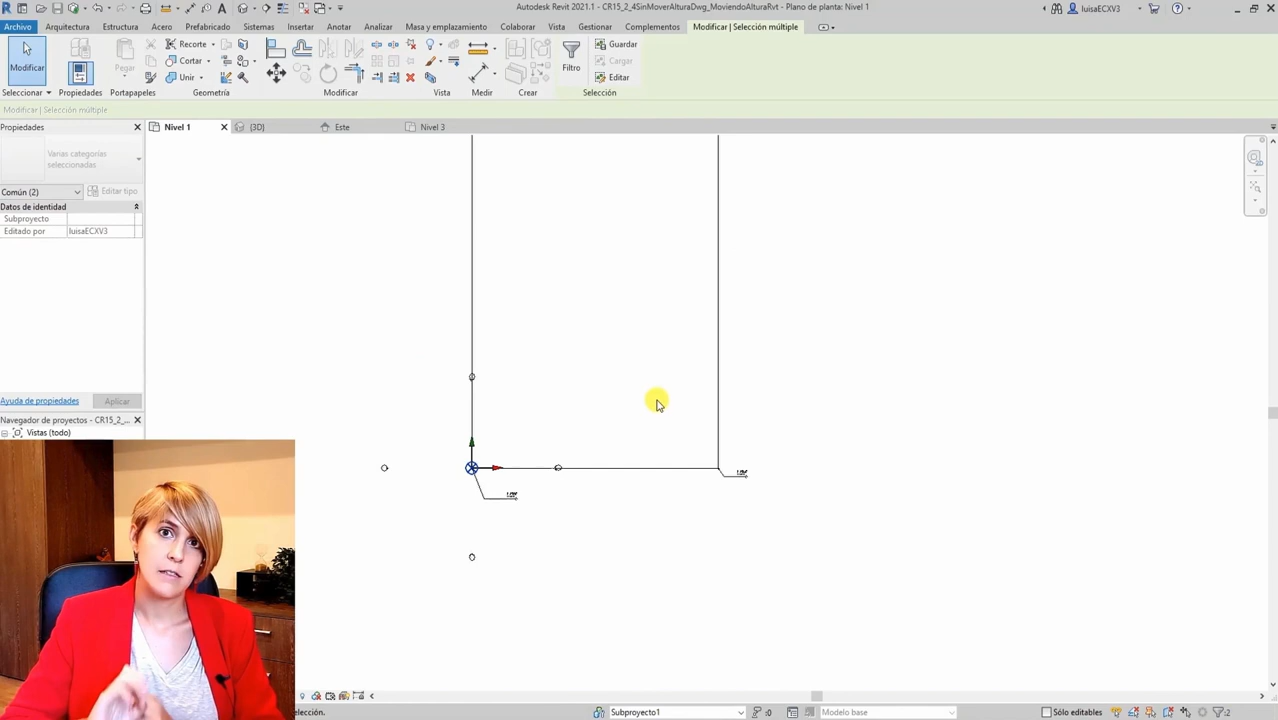 Autodesk Revit 2021.1 - CR15_2_4SinMoverAlturaDwg_MoviendoAlturaRvt - Plano de planta: Nivel 1
luisaECXV3
Archivo Arquitectura Estructura Acero Prefabricado Sistemas Insertar Anotar Analizar Masa y emplazamiento Colaborar Vista Gestionar Complementos Modificar | Selección múltiple
Recorte
Guardar
Cortar
Cargar
Modificar
Pegar
Filtro
Unir
Editar
Seleccionar Propiedades Portapapeles Geometría Modificar Vista Medir Crear Selección
Modificar | Selección múltiple
Propiedades
Nivel 1
{3D}
Este
Nivel 3
Varias categorías
seleccionadas
Común (2)
Editar tipo
Datos de identidad
Subproyecto
Editado por luisaECXV3
Ayuda de propiedades
Aplicar
Navegador de proyectos - CR15_2_...
Vistas (todo)
lección.
Subproyecto1
:0
Modelo base
Sólo editables
:2